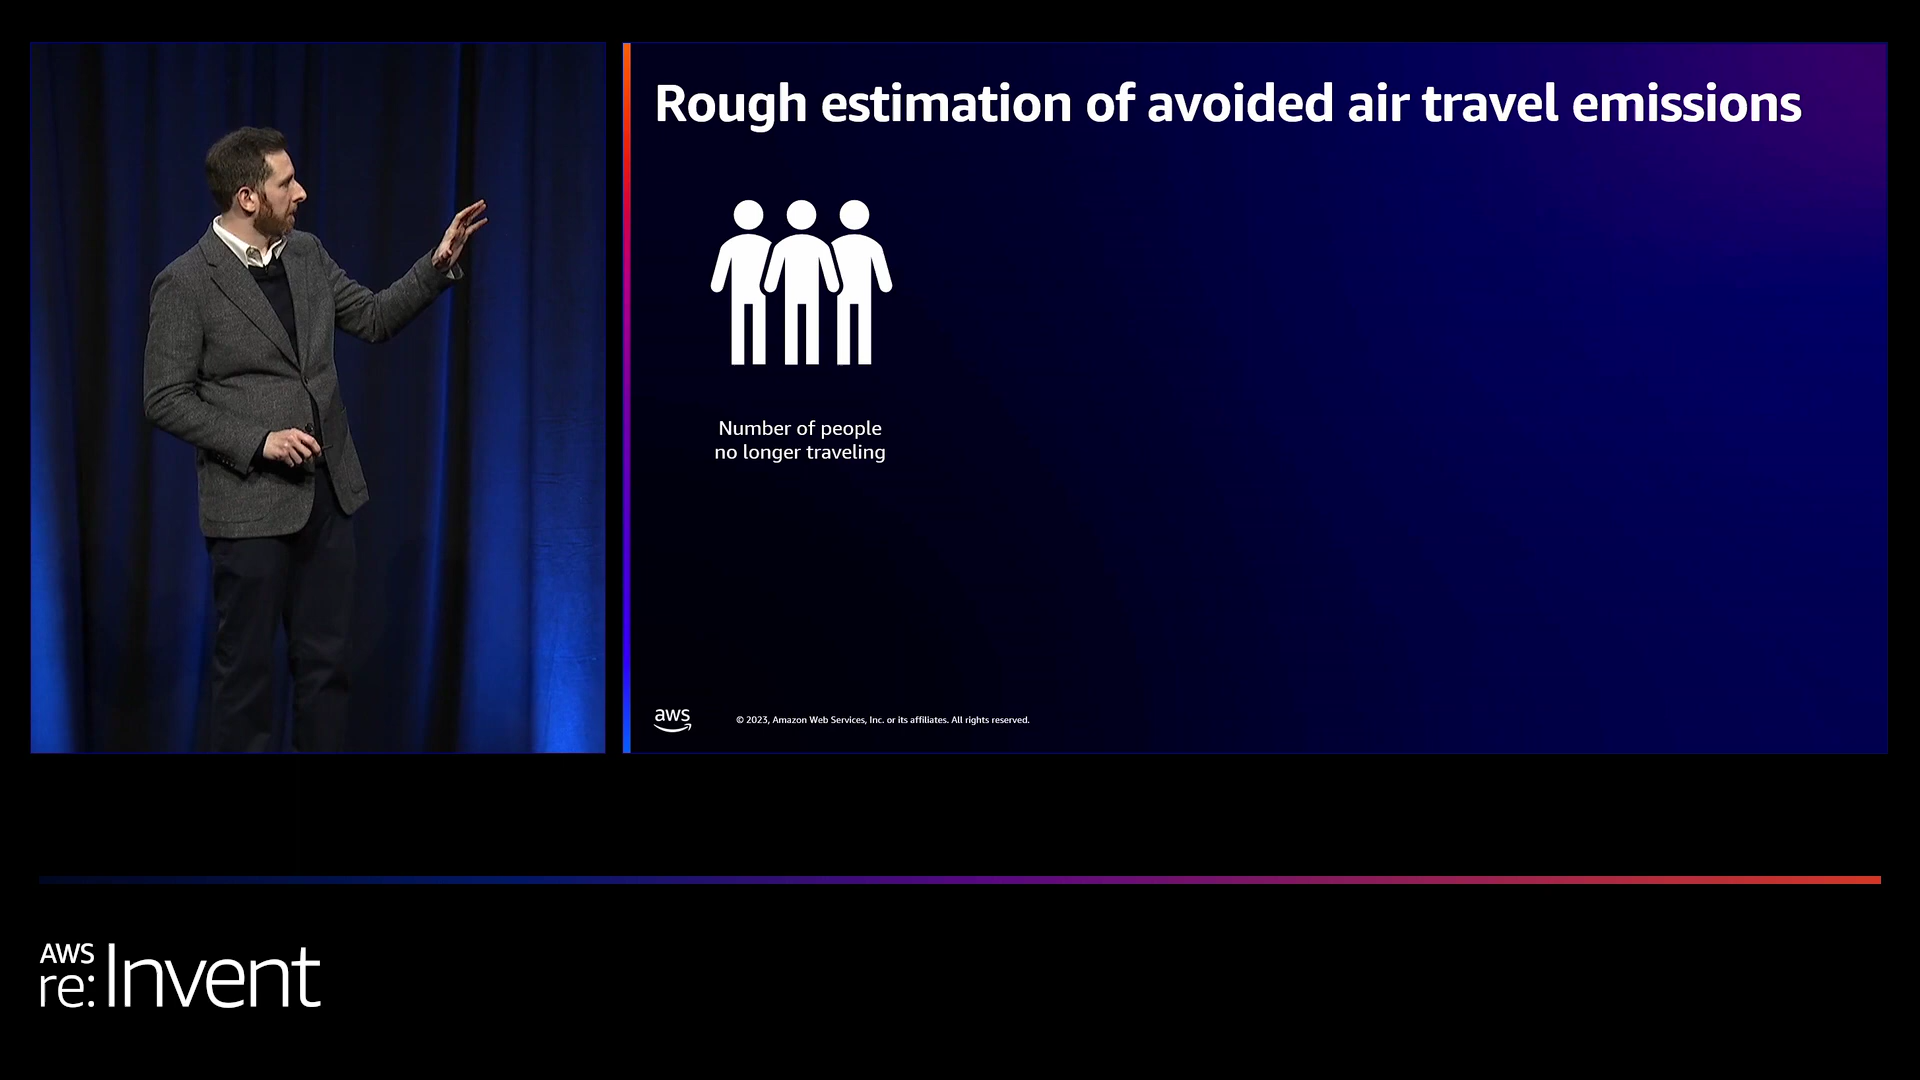 Rough estimation of avoided air travel emissions
Number of people
no longer traveling
aws
© 2023, Amazon Web Services, Inc. or its affiliates. All rights reserved.
AWS
re:Invent